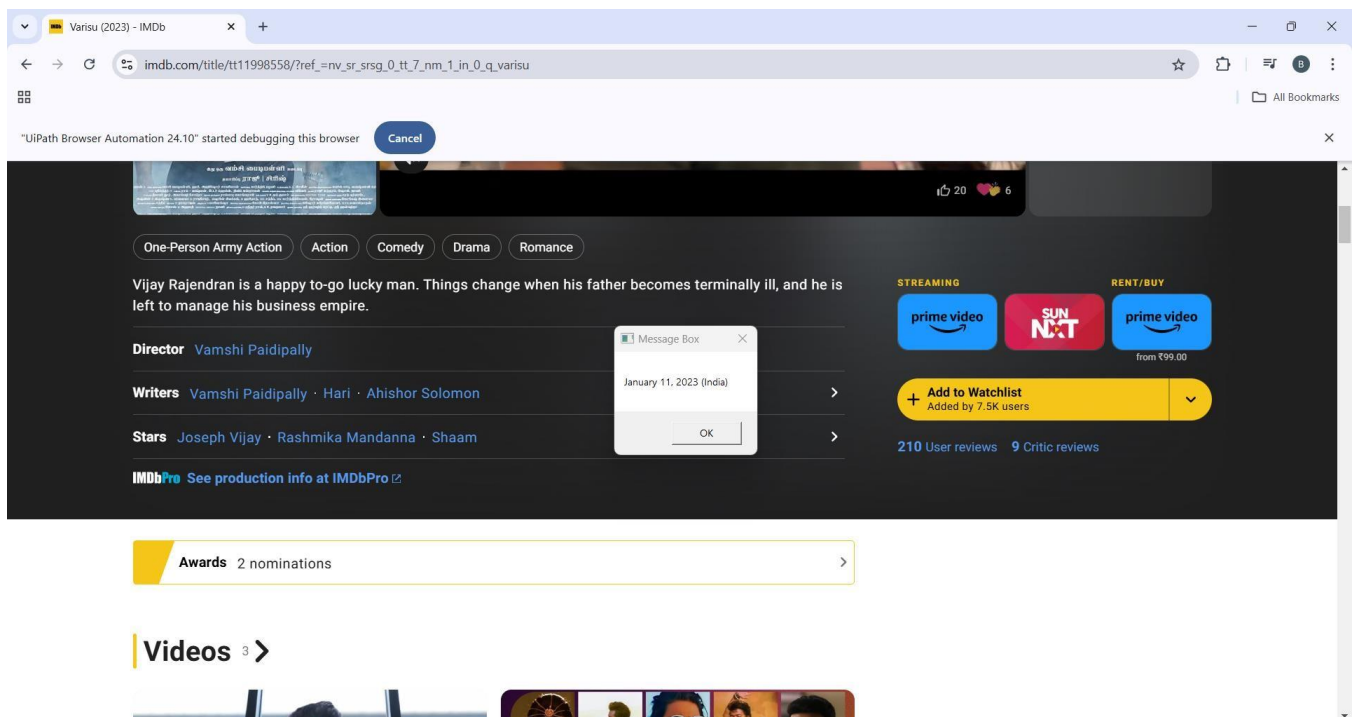 Varisu (2023) - IMDb
imdb.com/title/tt11998558/?ref_=nv_sr_srsg_0_tt_7_nm_1_in_0_q_varisu
B
All Bookmarks
"UiPath Browser Automation 24.10" started debugging this browser Cancel
20 6
One-Person Army Action Action Comedy Drama Romance
Vijay Rajendran is a happy to-go lucky man. Things change when his father becomes terminally ill, and he is
left to manage his business empire.
STREAMING RENT/BUY
prime video SUN NXT prime video
from ₹99.00
Message Box
January 11, 2023 (India)
OK
Director Vamshi Paidipally
Writers Vamshi Paidipally · Hari · Ahishor Solomon
Stars Joseph Vijay · Rashmika Mandanna · Shaam
IMDbPro See production info at IMDbPro
+ Add to Watchlist
Added by 7.5K users
210 User reviews 9 Critic reviews
Awards 2 nominations
Videos 3